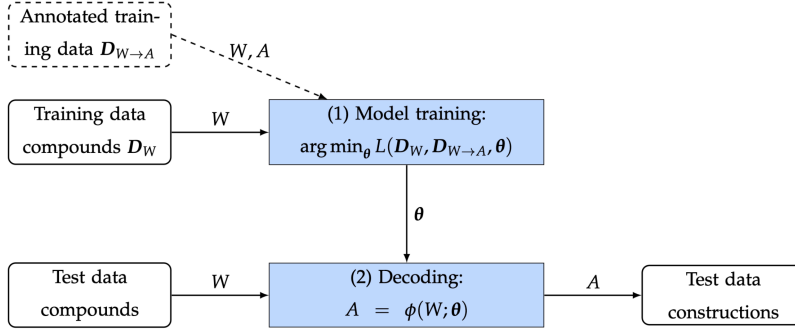 Annotated train-
ing data D_{W→A}
W, A
Training data
compounds D_W
W
(1) Model training:
arg min_θ L(D_W, D_{W→A}, θ)
θ
Test data
compounds
W
(2) Decoding:
A = ϕ(W; θ)
A
Test data
constructions